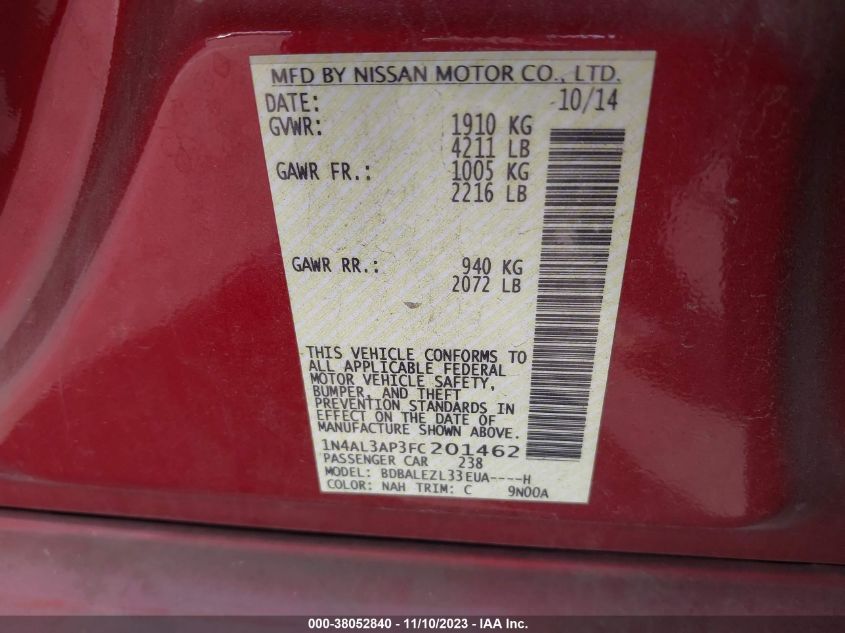 MFD BY NISSAN MOTOR CO., LTD.
DATE: 10/14
GVWR: 1910 KG
4211 LB
GAWR FR.: 1005 KG
2216 LB
GAWR RR.: 940 KG
2072 LB
THIS VEHICLE CONFORMS TO
ALL APPLICABLE FEDERAL
MOTOR VEHICLE SAFETY,
BUMPER, AND THEFT
PREVENTION STANDARDS IN
EFFECT ON THE DATE OF
MANUFACTURE SHOWN ABOVE.
1N4AL3AP3FC201462
PASSENGER CAR 238
MODEL: BDBALEZL33EUA----H
COLOR: NAH TRIM: C 9N00A
000-38052840 - 11/10/2023 - IAA Inc.